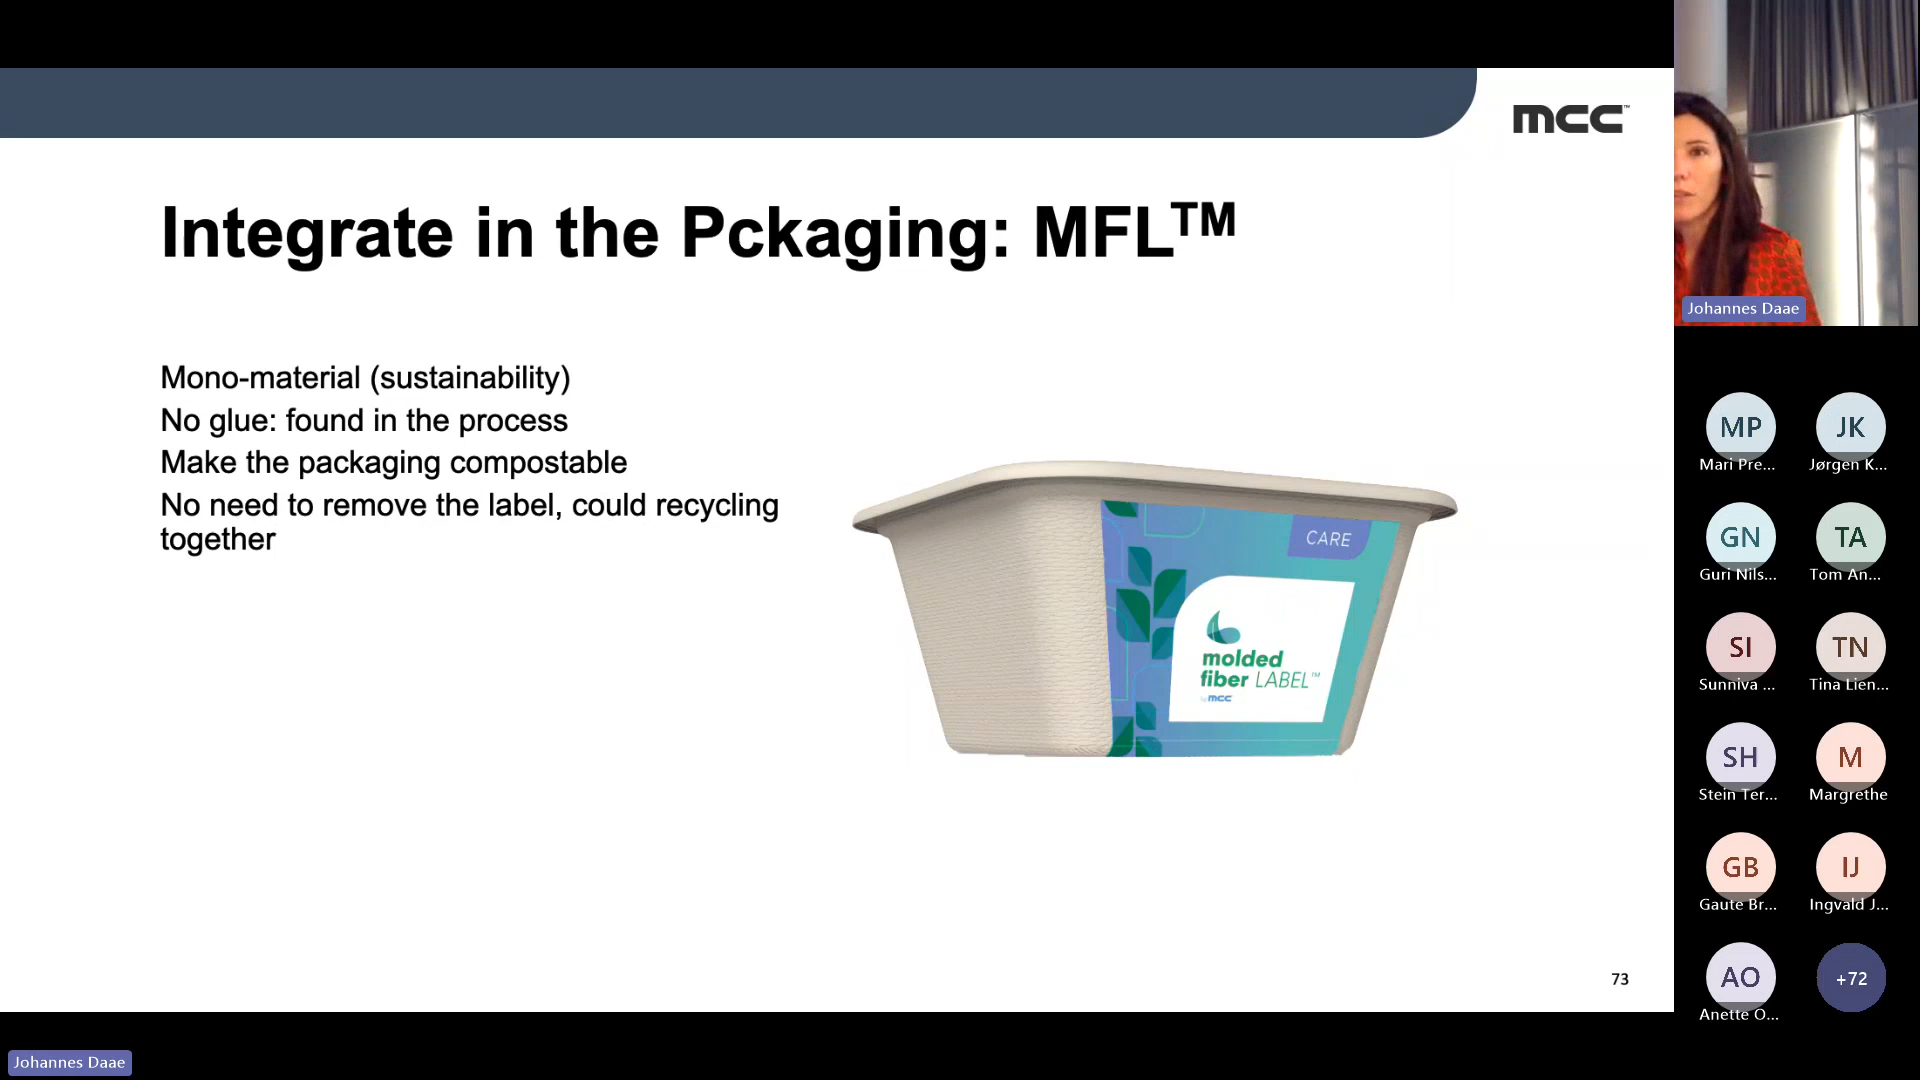 mcc™
Integrate in the Pckaging: MFL™
Mono-material (sustainability)
No glue: found in the process
Make the packaging compostable
No need to remove the label, could recycling
together
CARE
molded
fiber LABEL™
by mcc
73
Johannes Daae
Johannes Daae
MP
Mari Pre...
JK
Jørgen K...
GN
Guri Nils...
TA
Tom An...
SI
Sunniva ...
TN
Tina Lien...
SH
Stein Ter...
M
Margrethe
GB
Gaute Br...
IJ
Ingvald J...
AO
Anette O...
+72